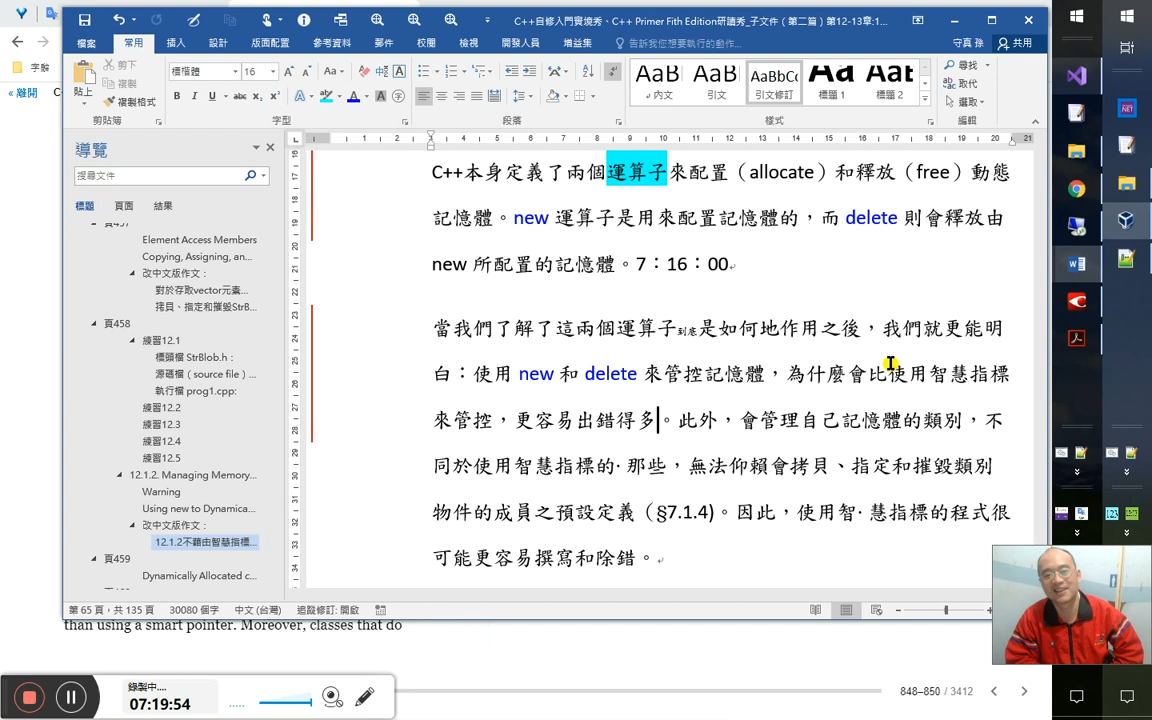 C++自修入門實境秀、C++ Primer Fith Edition研讀秀_子文件（第二篇）12-13章:1...
檔案
常用
插入
設計
版面配置
參考資料
郵件
校閱
檢視
開發人員
增益集
告訴我您想要執行的動作...
守真 孫
共用
字齡
« 離開
貼上
剪下
複製
複製格式
剪貼簿
標楷體
16
字型
段落
AaB
內文
AaB
引文
AaBbCc
引文修訂
AaB
標題 1
AaB
標題 2
樣式
尋找
取代
選取
編輯
導覽
搜尋文件
標題
頁面
結果
頁457
Element Access Members
Copying, Assigning, an...
改中文版作文：
對於存取vector元素...
拷貝、指定和摧毀StrB...
頁458
練習12.1
標頭檔 StrBlob.h：
源碼檔（source file）...
執行檔 prog1.cpp:
練習12.2
練習12.3
練習12.4
練習12.5
12.1.2. Managing Memory...
Warning
Using new to Dynamica...
改中文版作文：
12.1.2不藉由智慧指標...
頁459
Dynamically Allocated c...
C++本身定義了兩個運算子來配置（allocate）和釋放（free）動態
記憶體。new 運算子是用來配置記憶體的，而 delete 則會釋放由
new 所配置的記憶體。7：16：00
當我們了解了這兩個運算子到底是如何地作用之後，我們就更能明
白：使用 new 和 delete 來管控記憶體，為什麼會比使用智慧指標
來管控，更容易出錯得多。此外，會管理自己記憶體的類別，不
同於使用智慧指標的 那些，無法仰賴會拷貝、指定和摧毀類別
物件的成員之預設定義（§7.1.4)。因此，使用智 慧指標的程式很
可能更容易撰寫和除錯。
第 65 頁，共 135 頁
30080 個字
中文 (台灣)
追蹤修訂: 開啟
than using a smart pointer. Moreover, classes that do
錄製中....
07:19:54
848–850 / 3412